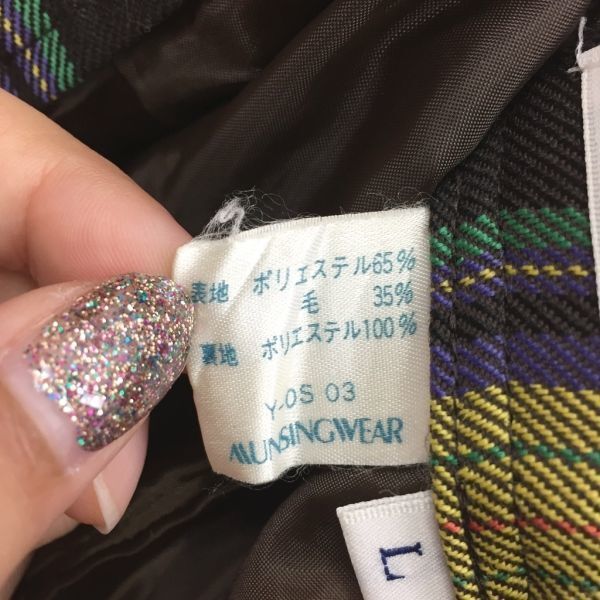 表地 ポリエステル65%
毛 35%
裏地 ポリエステル100%
Y-OS 03
MUNSINGWEAR
L